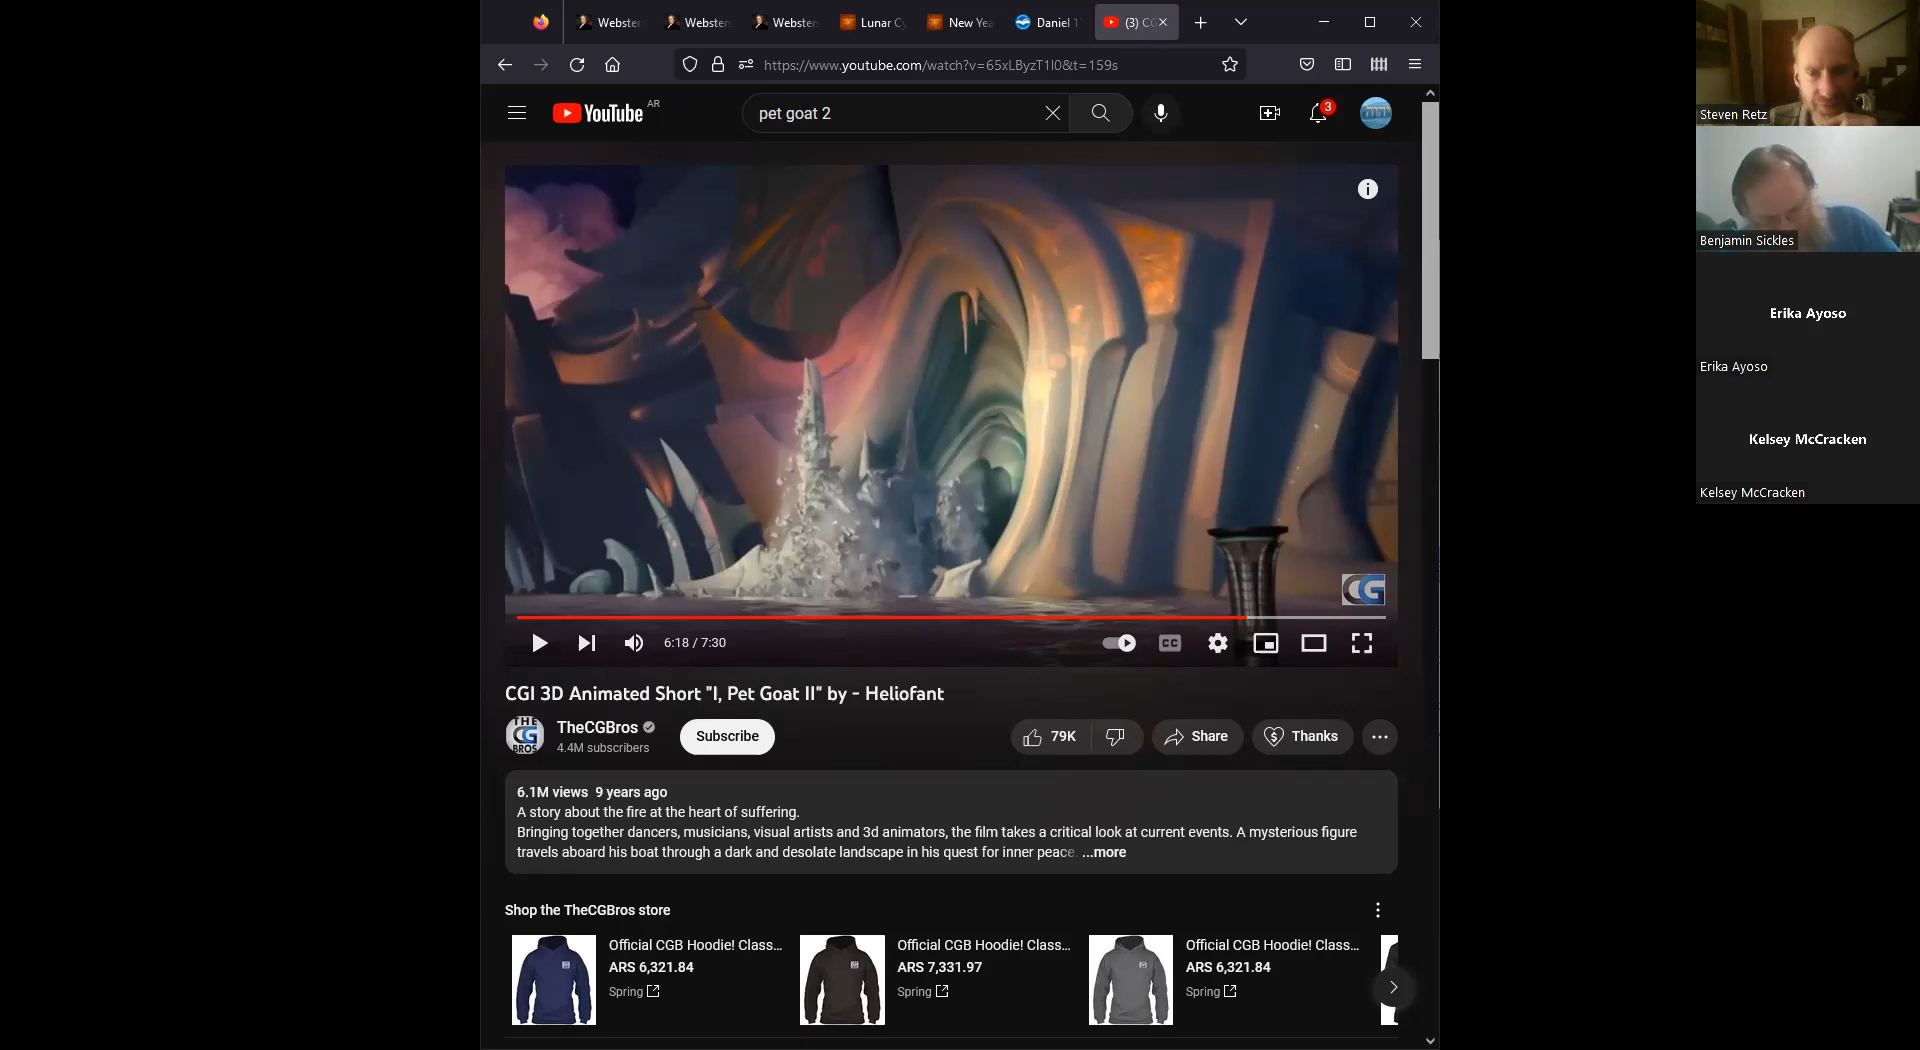 Webster
Webster
Webster
Lunar Cy
New Yea
Daniel 1
(3) CG
https://www.youtube.com/watch?v=65xLByzT1I0&t=159s
YouTube AR
pet goat 2
3
i
CG
6:18 / 7:30
CC
CGI 3D Animated Short "I, Pet Goat II" by - Heliofant
THE CG BROS
TheCGBros
4.4M subscribers
Subscribe
79K
Share
Thanks
6.1M views 9 years ago
A story about the fire at the heart of suffering.
Bringing together dancers, musicians, visual artists and 3d animators, the film takes a critical look at current events. A mysterious figure
travels aboard his boat through a dark and desolate landscape in his quest for inner peace. ...more
Shop the TheCGBros store
Official CGB Hoodie! Class...
ARS 6,321.84
Spring
Official CGB Hoodie! Class...
ARS 7,331.97
Spring
Official CGB Hoodie! Class...
ARS 6,321.84
Spring
Steven Retz
Benjamin Sickles
Erika Ayoso
Erika Ayoso
Kelsey McCracken
Kelsey McCracken